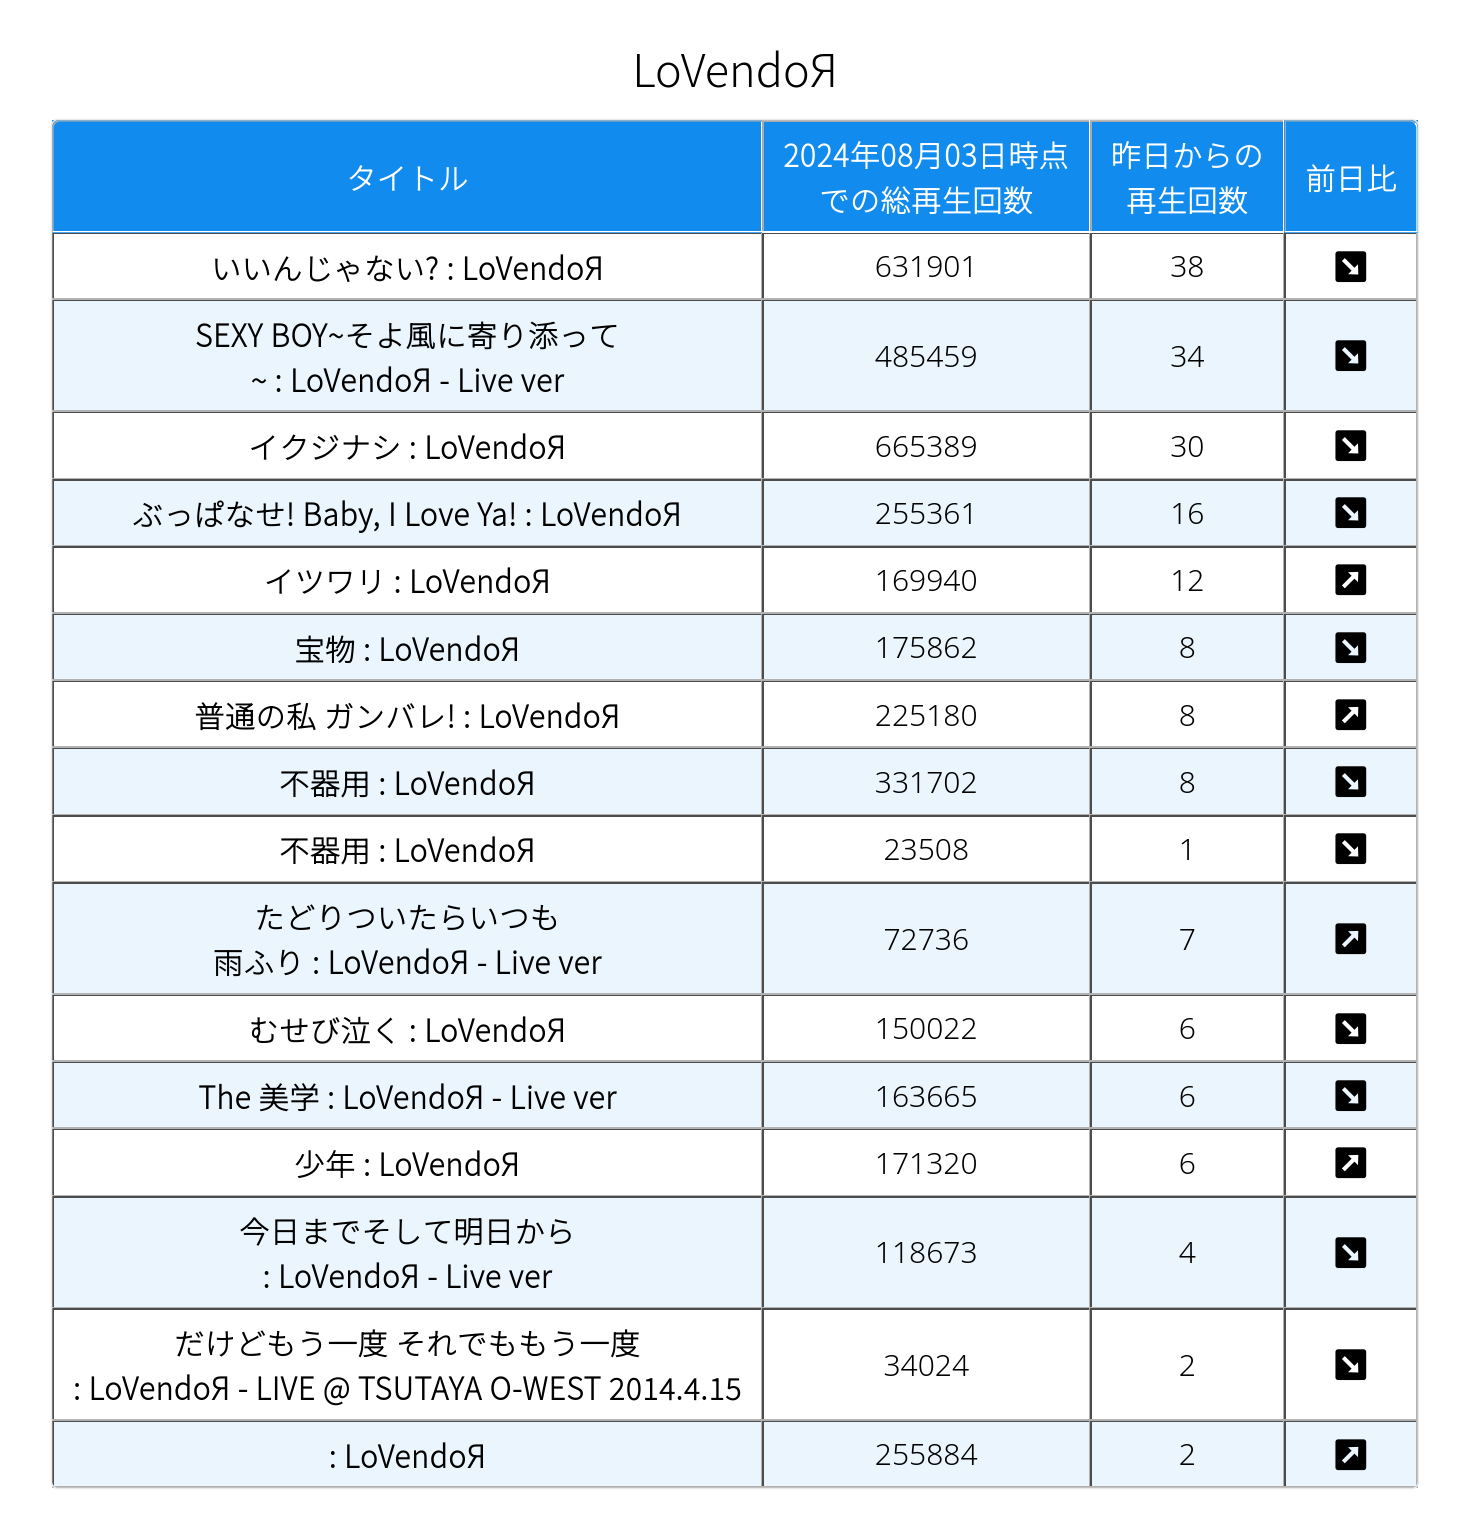 LoVendoЯ
タイトル
2024年08月03日時点
での総再生回数
昨日からの
再生回数
前日比
いいんじゃない? : LoVendoЯ
631901
38
SEXY BOY~そよ風に寄り添って
~ : LoVendoЯ - Live ver
485459
34
イクジナシ : LoVendoЯ
665389
30
ぶっぱなせ! Baby, I Love Ya! : LoVendoЯ
255361
16
イツワリ : LoVendoЯ
169940
12
宝物 : LoVendoЯ
175862
8
普通の私 ガンバレ! : LoVendoЯ
225180
8
不器用 : LoVendoЯ
331702
8
不器用 : LoVendoЯ
23508
1
たどりついたらいつも
雨ふり : LoVendoЯ - Live ver
72736
7
むせび泣く : LoVendoЯ
150022
6
The 美学 : LoVendoЯ - Live ver
163665
6
少年 : LoVendoЯ
171320
6
今日までそして明日から
: LoVendoЯ - Live ver
118673
4
だけどもう一度 それでももう一度
: LoVendoЯ - LIVE @ TSUTAYA O-WEST 2014.4.15
34024
2
: LoVendoЯ
255884
2